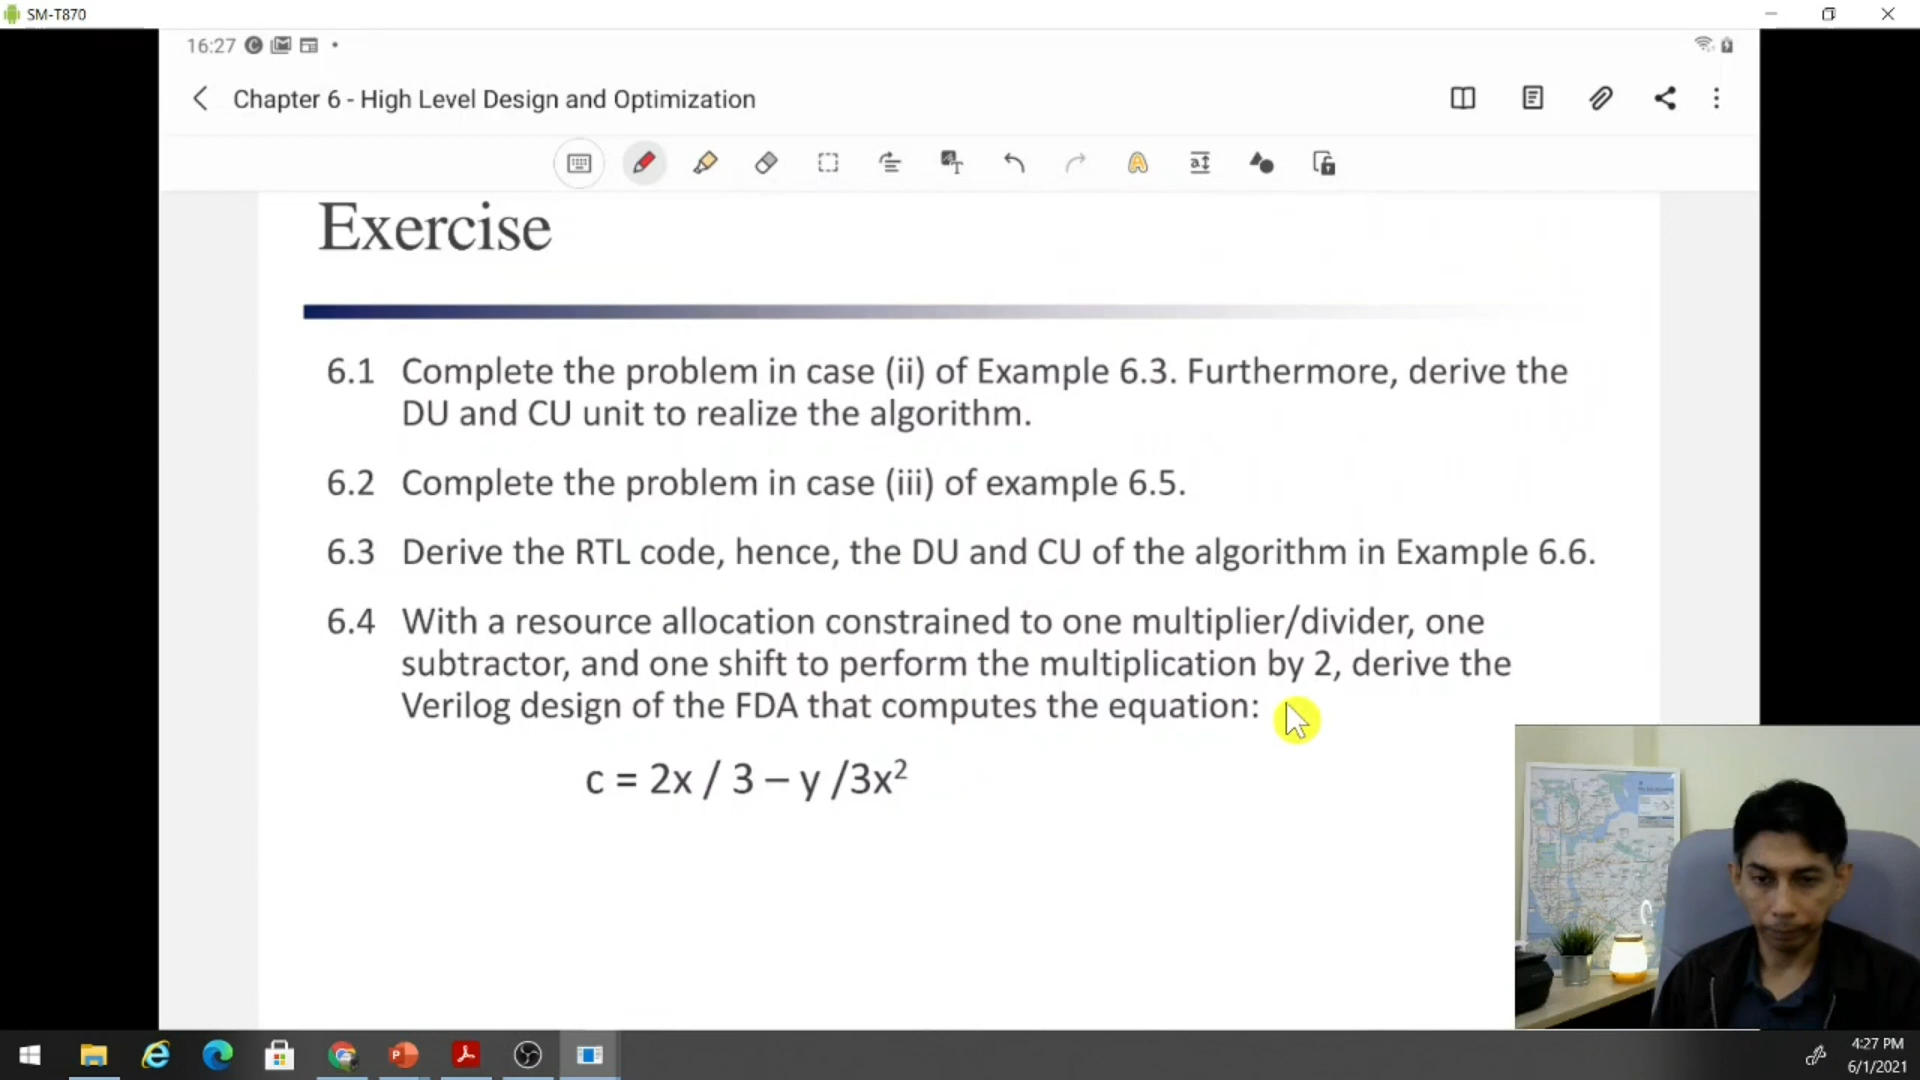 SM-T870
16:27
Chapter 6 - High Level Design and Optimization
Exercise
6.1 Complete the problem in case (ii) of Example 6.3. Furthermore, derive the
DU and CU unit to realize the algorithm.
6.2 Complete the problem in case (iii) of example 6.5.
6.3 Derive the RTL code, hence, the DU and CU of the algorithm in Example 6.6.
6.4 With a resource allocation constrained to one multiplier/divider, one
subtractor, and one shift to perform the multiplication by 2, derive the
Verilog design of the FDA that computes the equation:
c = 2x / 3 – y /3x²
4:27 PM
6/1/2021